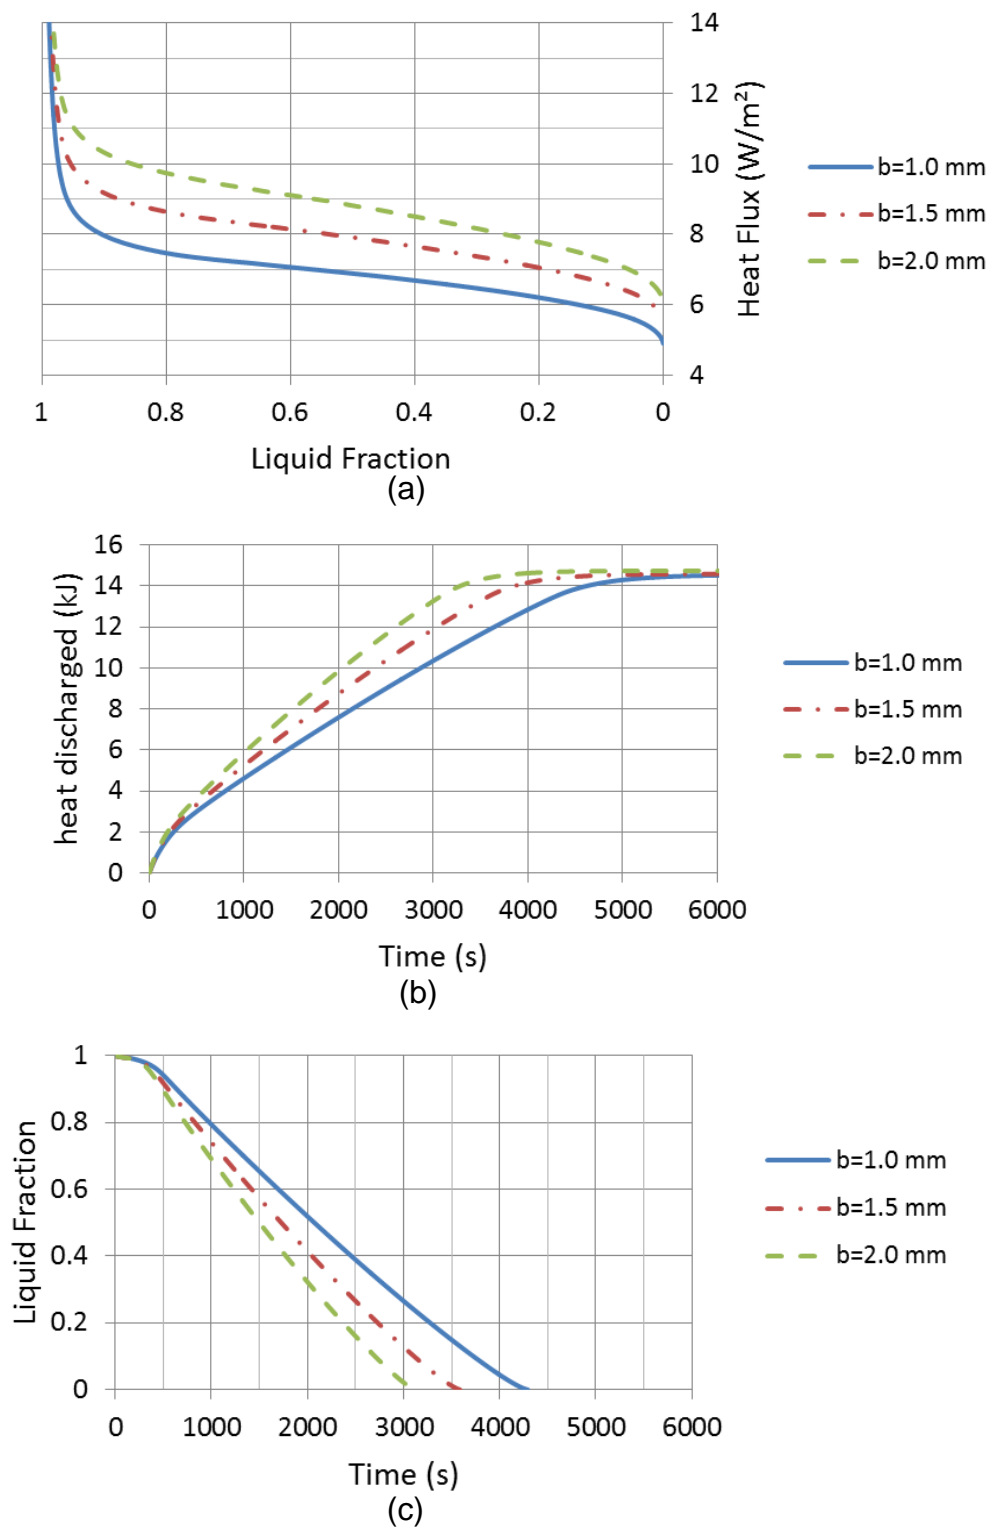 14
12
10
8
6
4
Heat Flux (W/m²)
1 0.8 0.6 0.4 0.2 0
Liquid Fraction
(a)
b=1.0 mm
b=1.5 mm
b=2.0 mm
16
14
12
10
8
6
4
2
0
heat discharged (kJ)
0 1000 2000 3000 4000 5000 6000
Time (s)
(b)
b=1.0 mm
b=1.5 mm
b=2.0 mm
1
0.8
0.6
0.4
0.2
0
Liquid Fraction
0 1000 2000 3000 4000 5000 6000
Time (s)
(c)
b=1.0 mm
b=1.5 mm
b=2.0 mm